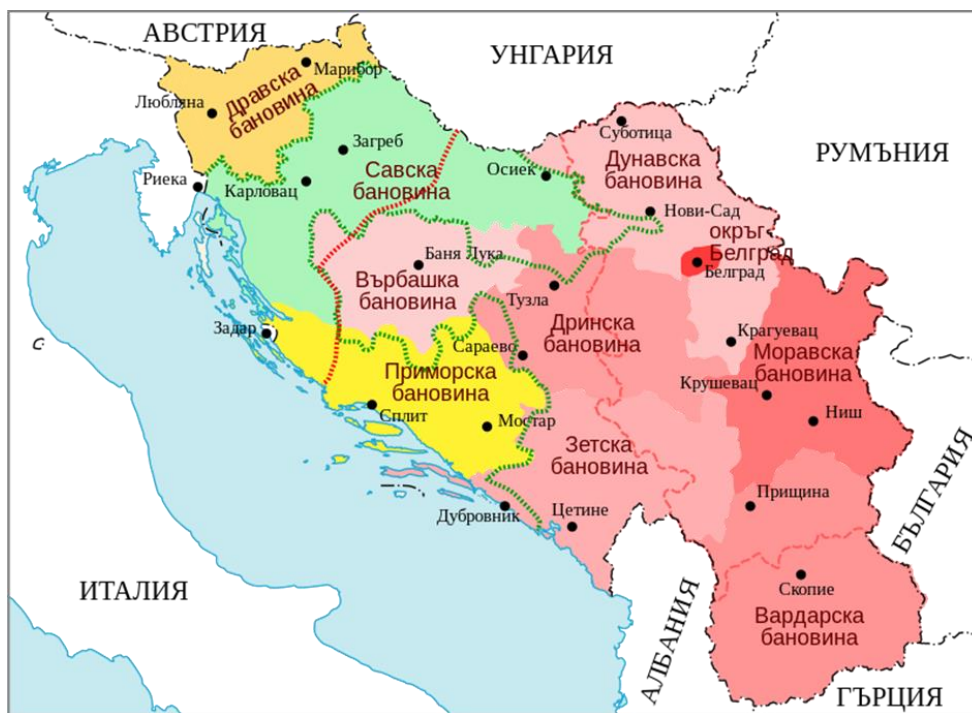 АВСТРИЯ
УНГАРИЯ
РУМЪНИЯ
Марибор
Дравска
бановина
Любляна
Суботица
Загреб
Дунавска
бановина
Савска
бановина
Осиек
Риека
Карловац
Нови-Сад
окръг
Белград
Белград
Баня Лука
Върбашка
бановина
Тузла
Дринска
бановина
Задар
Крагуевац
Сараево
Моравска
бановина
Приморска
бановина
Крушевац
Сплит
Мостар
Ниш
Зетска
бановина
Прищина
Дубровник
Цетине
БЪЛГАРИЯ
ИТАЛИЯ
АЛБАНИЯ
Скопие
Вардарска
бановина
ГЪРЦИЯ